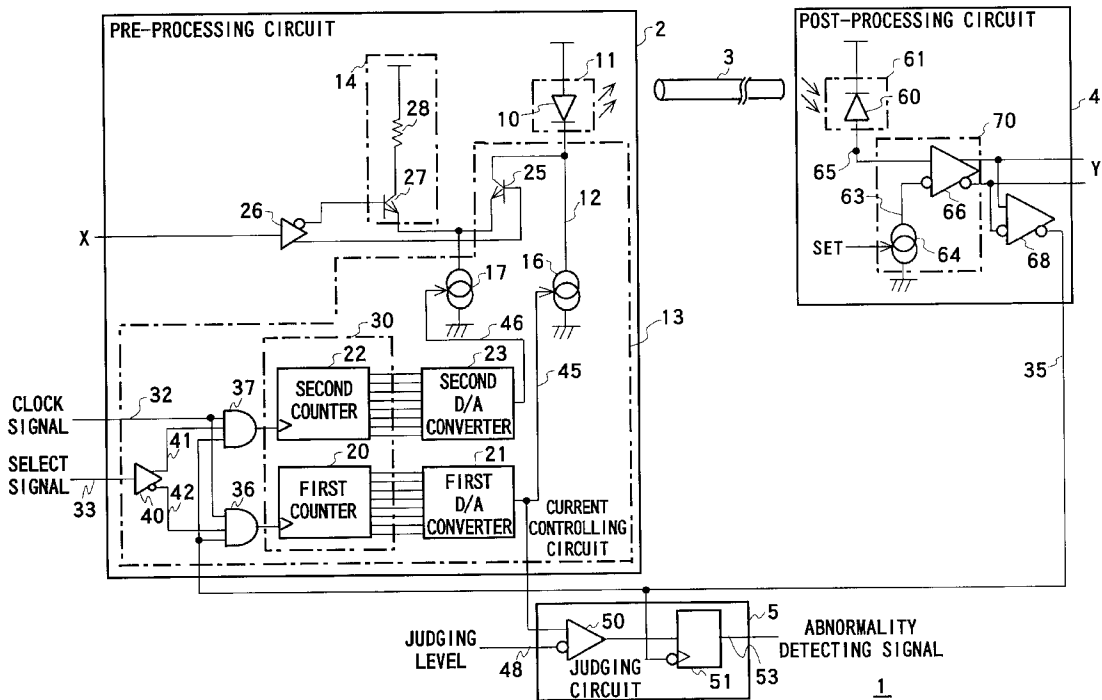 PRE-PROCESSING CIRCUIT
2
14
28
27
11
10
25
12
26
X
17
16
46
45
13
30
22
SECOND
COUNTER
23
SECOND
D/A
CONVERTER
20
FIRST
COUNTER
21
FIRST
D/A
CONVERTER
CURRENT
CONTROLLING
CIRCUIT
CLOCK
SIGNAL
32
37
41
SELECT
SIGNAL
33
40
42
36
3
POST-PROCESSING CIRCUIT
4
61
60
70
65
63
66
Y
SET
64
68
35
5
50
JUDGING
LEVEL
48
JUDGING
CIRCUIT
51
53
ABNORMALITY
DETECTING SIGNAL
1